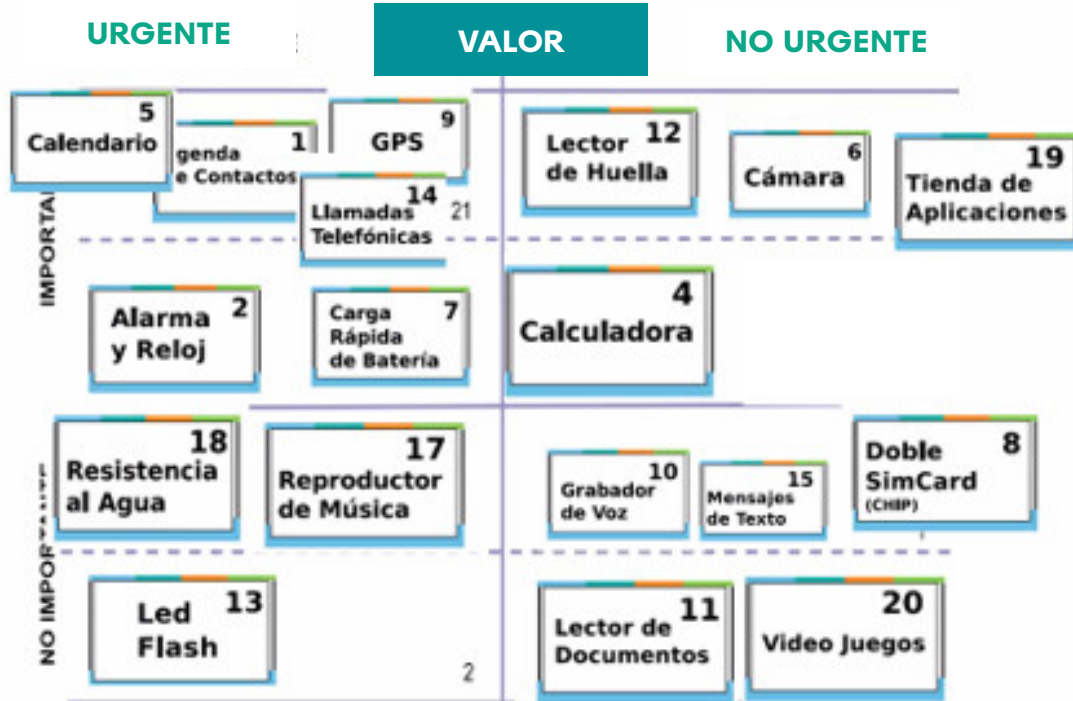 URGENTE
VALOR
NO URGENTE
5
Calendario
1
genda
e Contactos
9
GPS
14
Llamadas
Telefónicas
21
12
Lector
de Huella
6
Cámara
19
Tienda de
Aplicaciones
IMPORTA
2
Alarma
y Reloj
7
Carga
Rápida
de Batería
4
Calculadora
18
Resistencia
al Agua
17
Reproductor
de Música
10
Grabador
de Voz
15
Mensajes
de Texto
8
Doble
SimCard
(CHIP)
NO IMPORTANTE
13
Led
Flash
2
11
Lector de
Documentos
20
Video Juegos